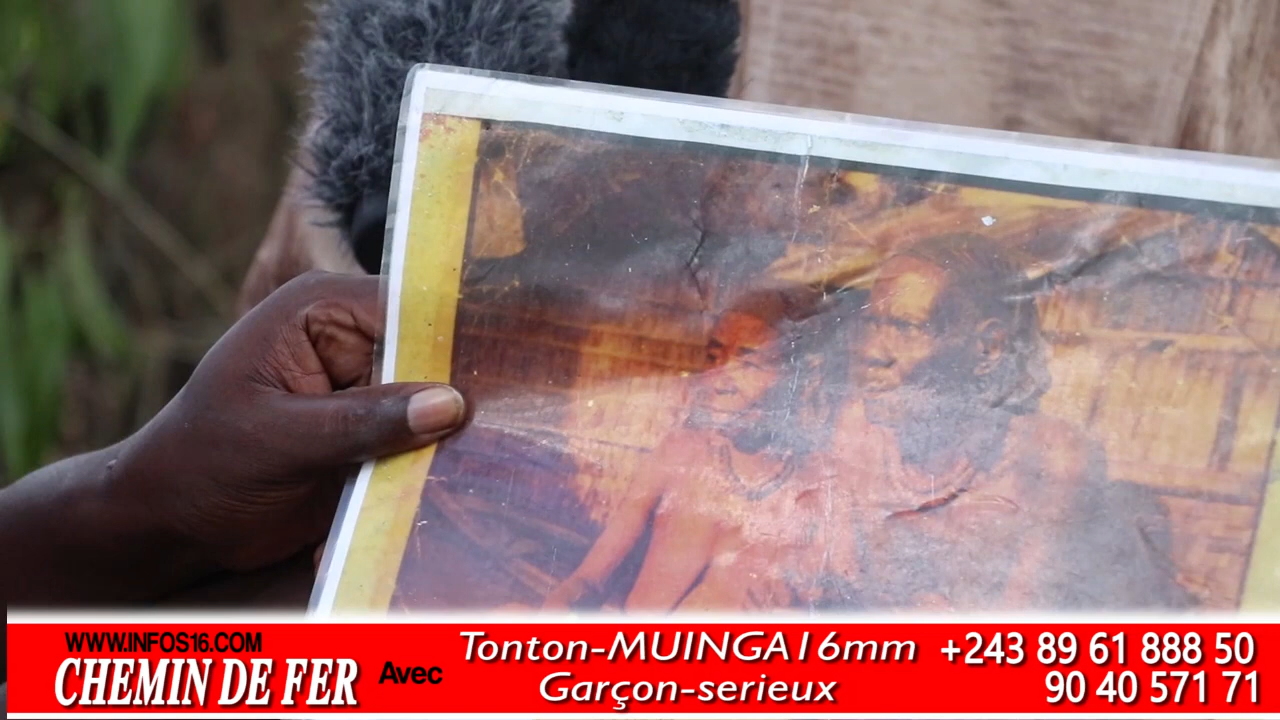 WWW.INFOS16.COM
CHEMIN DE FER
Avec
Tonton-MUINGA16mm
Garçon-serieux
+243 89 61 888 50
90 40 571 71